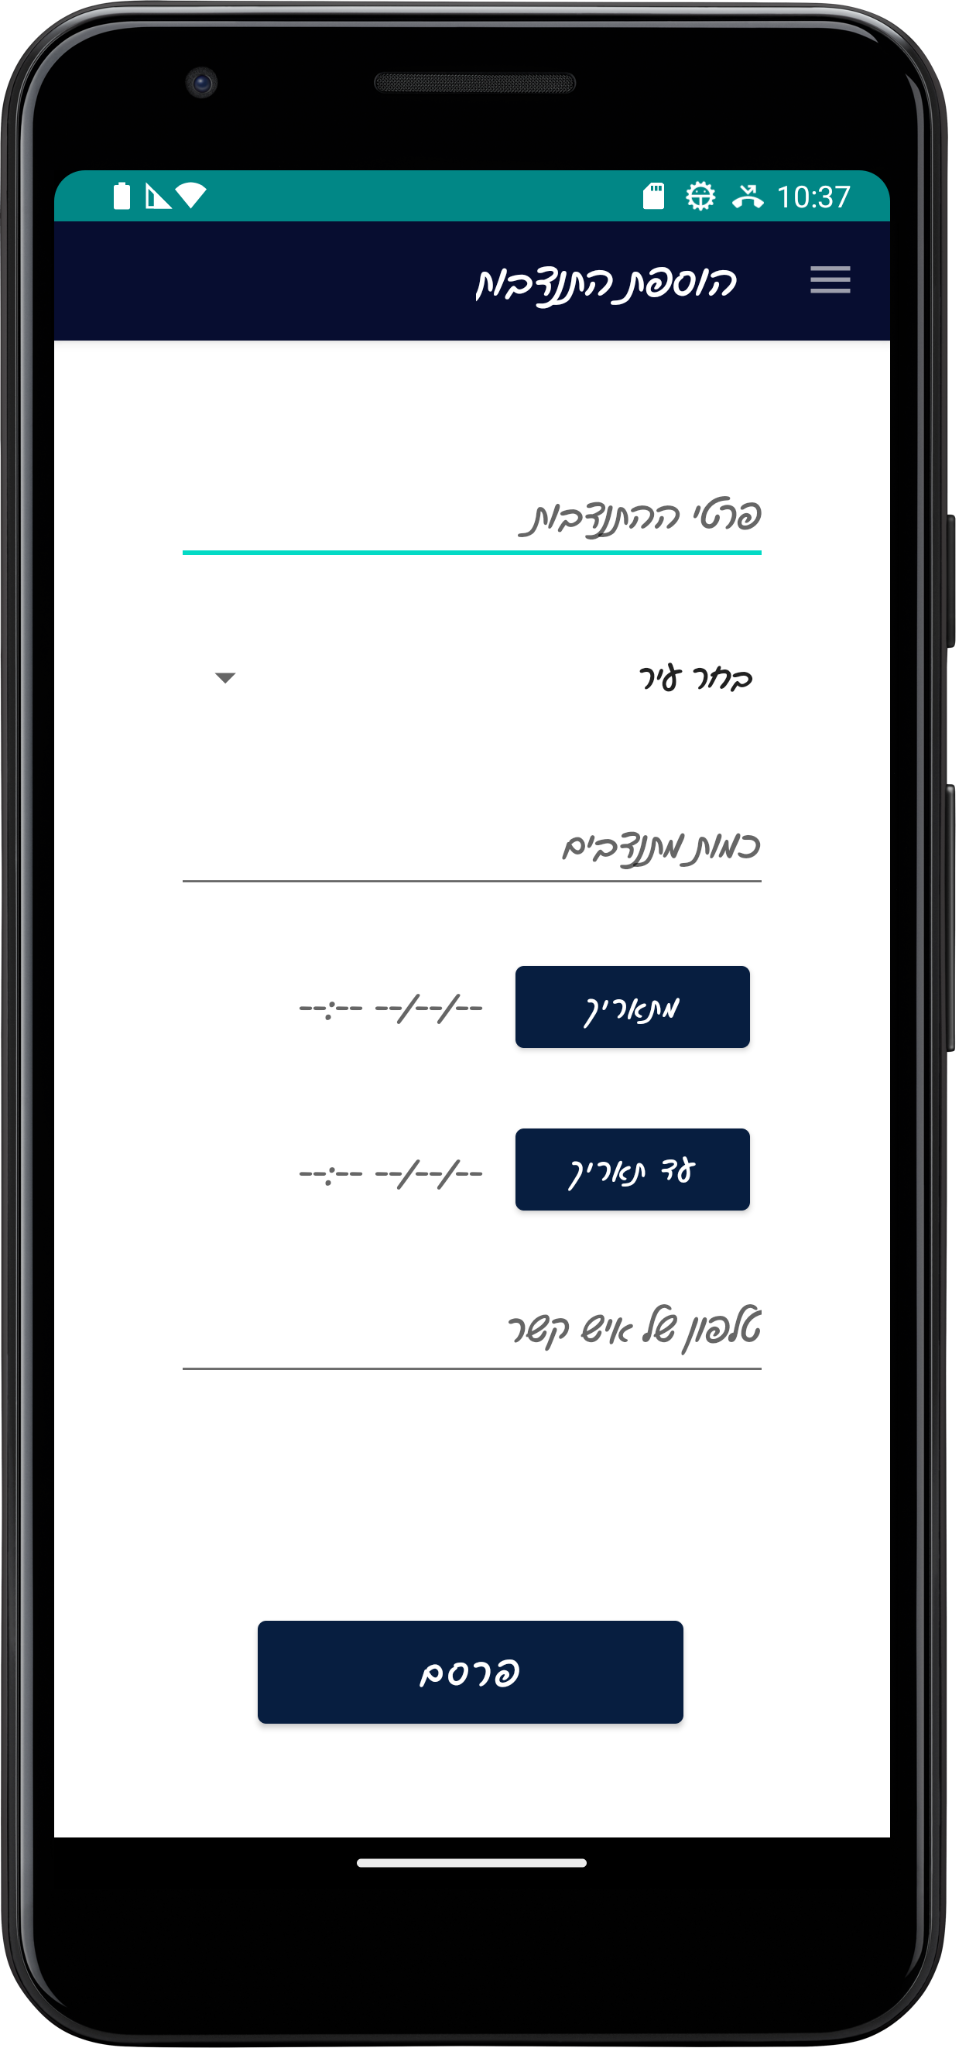 10:37
הוספת התנדבות
פרטי ההתנדבות
בחר עיר
כמות מתנדבים
מתאריך --/--/-- --:--
עד תאריך --/--/-- --:--
טלפון של איש קשר
פרסם